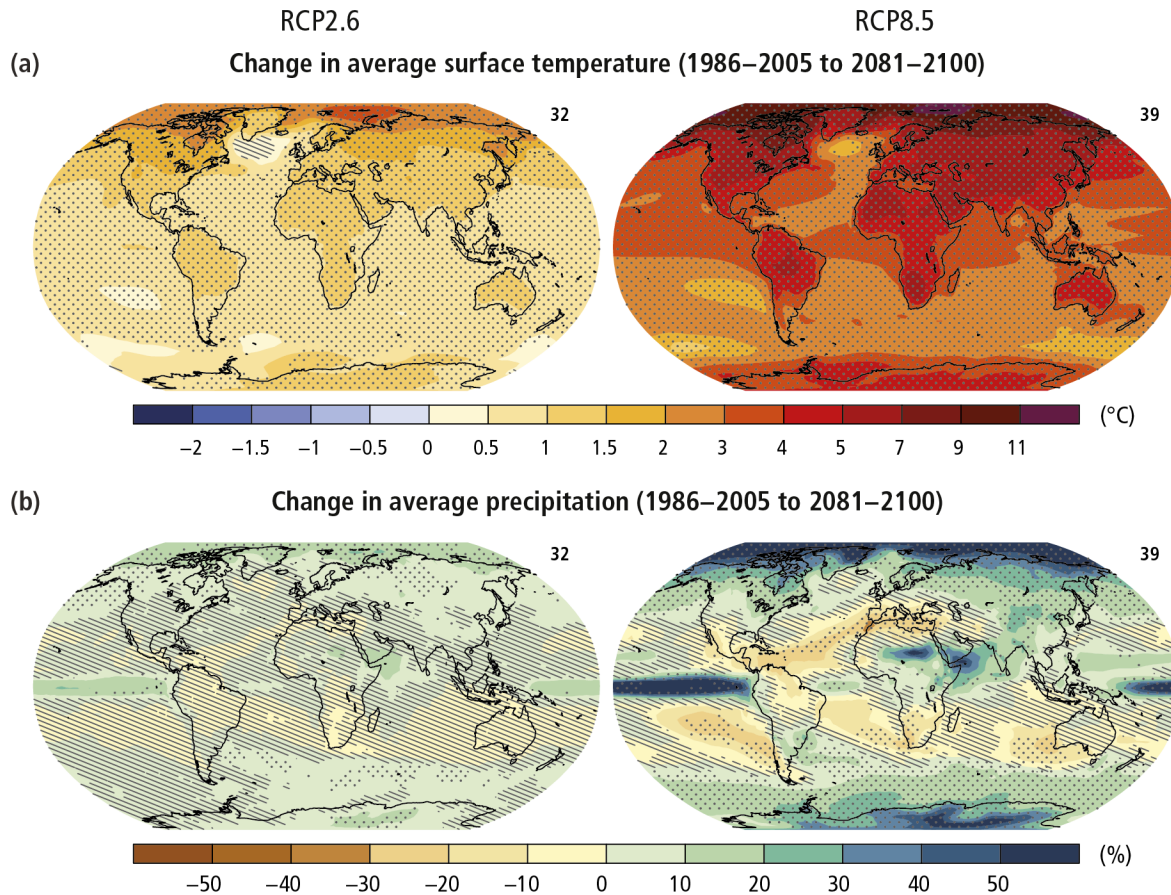 RCP2.6 RCP8.5
(a) Change in average surface temperature (1986–2005 to 2081–2100)
32 39
(°C)
−2 −1.5 −1 −0.5 0 0.5 1 1.5 2 3 4 5 7 9 11
(b) Change in average precipitation (1986–2005 to 2081–2100)
32 39
(%)
−50 −40 −30 −20 −10 0 10 20 30 40 50